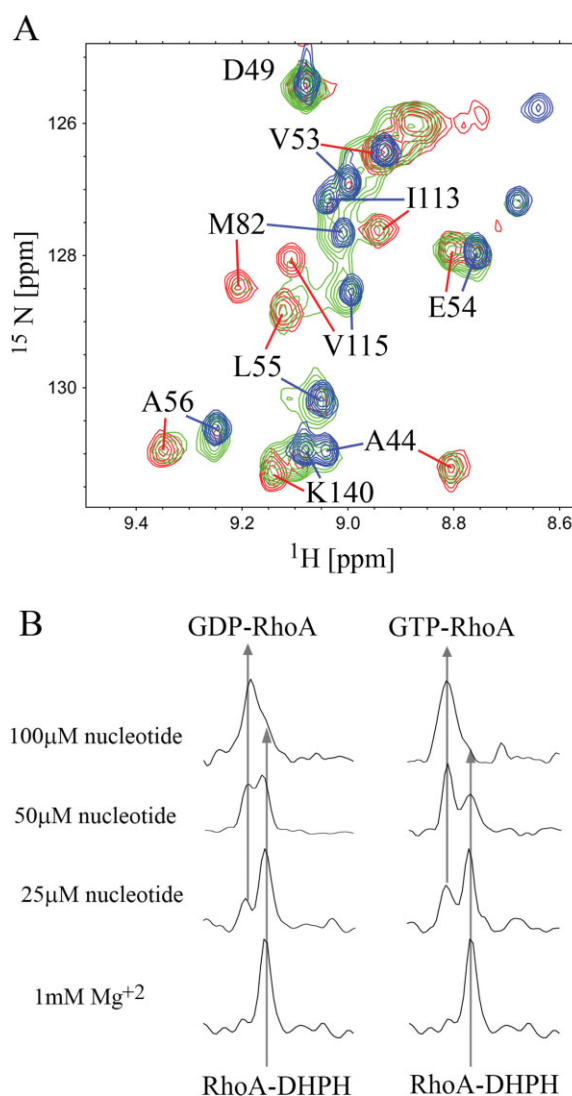 A
D49
126
V53
I113
M82
128
E54
V115
L55
130
A56
A44
K140
15 N [ppm]
9.4 9.2 9.0 8.8 8.6
1H [ppm]
B
GDP-RhoA GTP-RhoA
100μM nucleotide
50μM nucleotide
25μM nucleotide
1mM Mg+2
RhoA-DHPH RhoA-DHPH